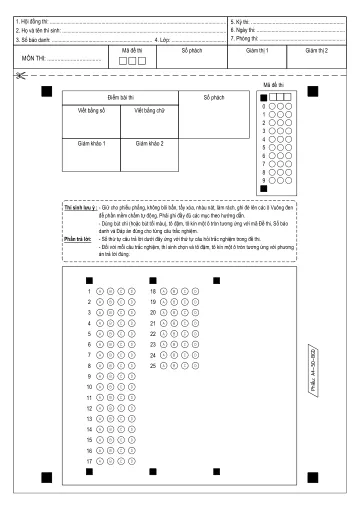 1. Hội đồng thi: ................
5. Kỳ thi: ................
2. Họ và tên thí sinh: ................
6. Ngày thi: ................
3. Số báo danh: ................ 4. Lớp: ................
7. Phòng thi: ................
MÔN THI: ................
Mã đề thi
Số phách
Giám thị 1
Giám thị 2
Mã đề thi
Điểm bài thi
Số phách
Viết bằng số
Viết bằng chữ
Giám khảo 1
Giám khảo 2
0
1
2
3
4
5
6
7
8
9
Thí sinh lưu ý: - Giữ cho phiếu phẳng, không bôi bẩn, tẩy xóa, nhàu nát, làm rách, ghi đè lên các ô Vuông đen
để phần mềm chấm tự động. Phải ghi đầy đủ các mục theo hướng dẫn.
- Dùng bút chì hoặc bút tối màu, tô đậm, tô kín một ô tròn tương ứng với mã Đề thi, Số báo
danh và Đáp án đúng cho từng câu trắc nghiệm.
Phần trả lời: - Số thứ tự câu trả lời dưới đây ứng với thứ tự câu hỏi trắc nghiệm trong đề thi.
- Đối với mỗi câu trắc nghiệm, thí sinh chọn và tô đậm, tô kín một ô tròn tương ứng với phương
án trả lời đúng.
1 A B C D 18 A B C D
2 A B C D 19 A B C D
3 A B C D 20 A B C D
4 A B C D 21 A B C D
5 A B C D 22 A B C D
6 A B C D 23 A B C D
7 A B C D 24 A B C D
8 A B C D 25 A B C D
9 A B C D
10 A B C D
11 A B C D
12 A B C D
13 A B C D
14 A B C D
15 A B C D
16 A B C D
17 A B C D
Phiếu: A4–50–BGD